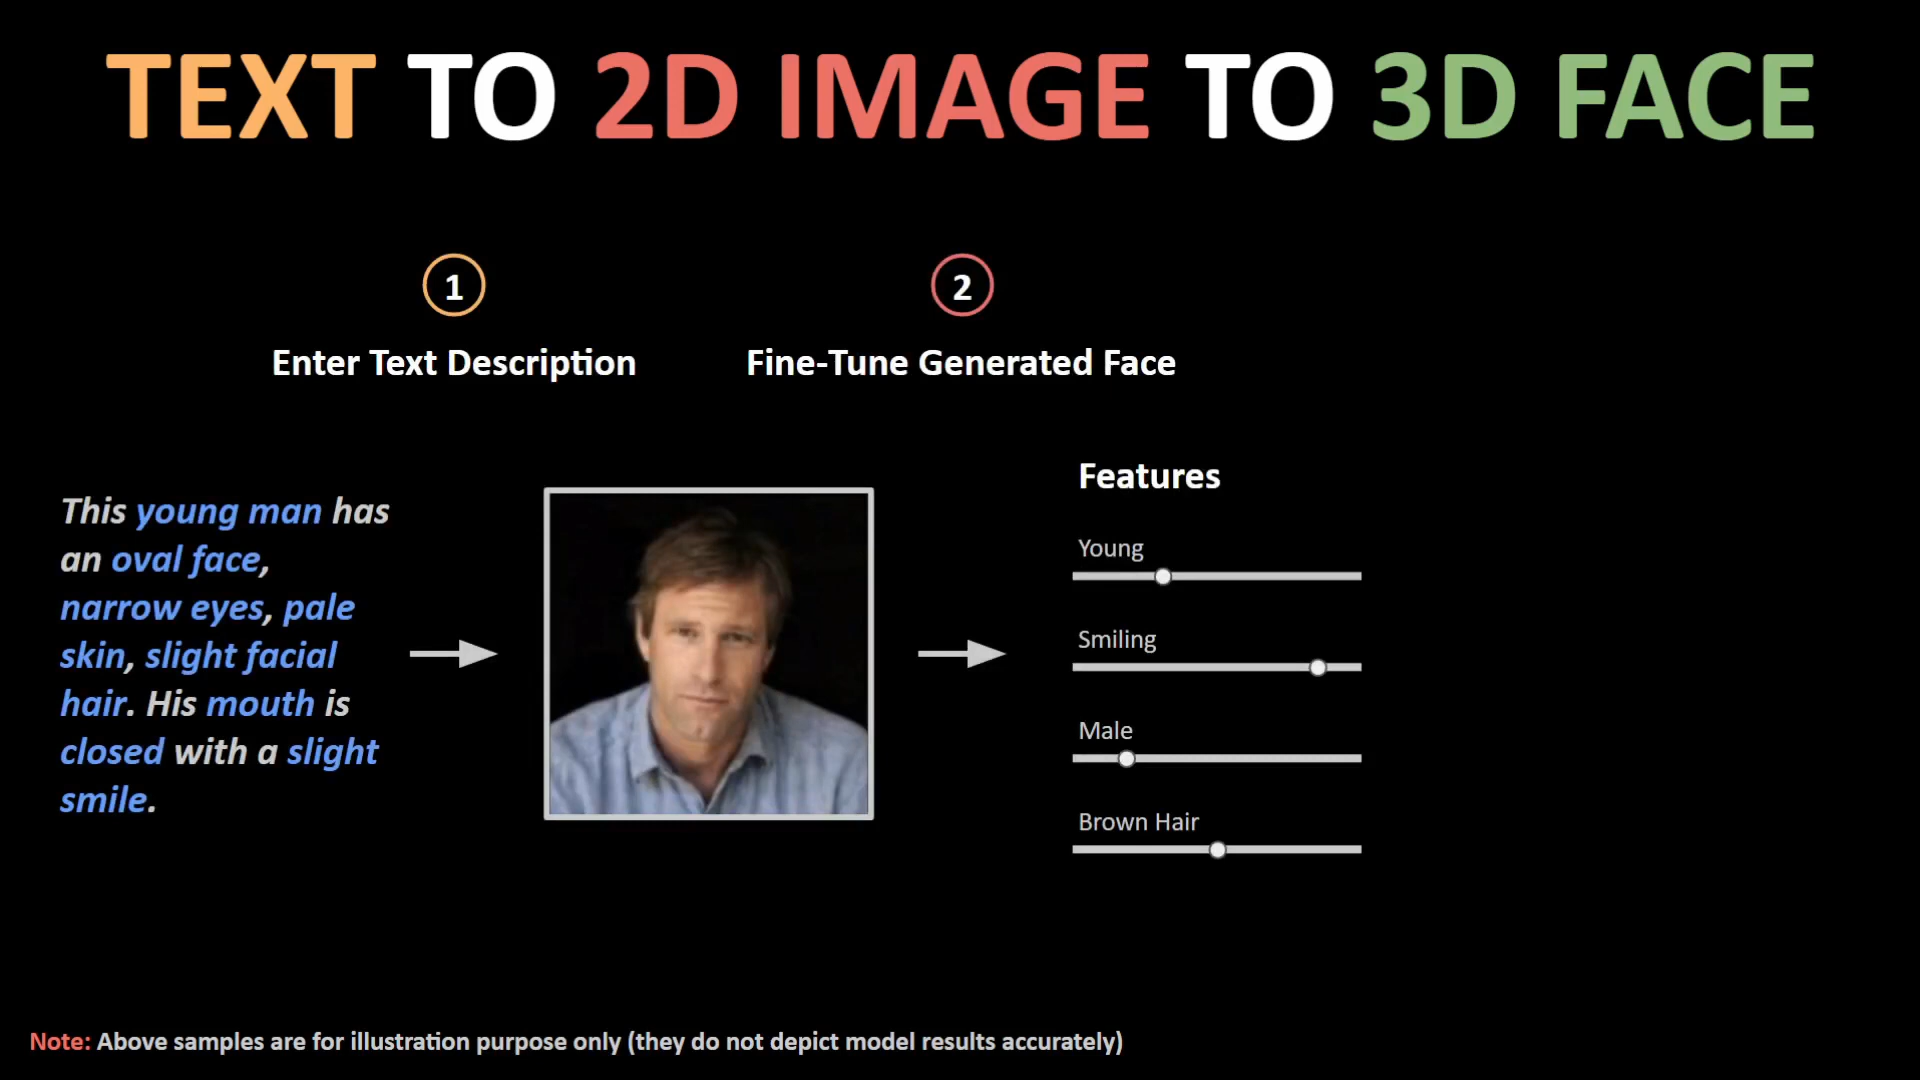 TEXT TO 2D IMAGE TO 3D FACE
1
Enter Text Description
2
Fine-Tune Generated Face
This young man has
an oval face,
narrow eyes, pale
skin, slight facial
hair. His mouth is
closed with a slight
smile.
Features
Young
Smiling
Male
Brown Hair
Note: Above samples are for illustration purpose only (they do not depict model results accurately)